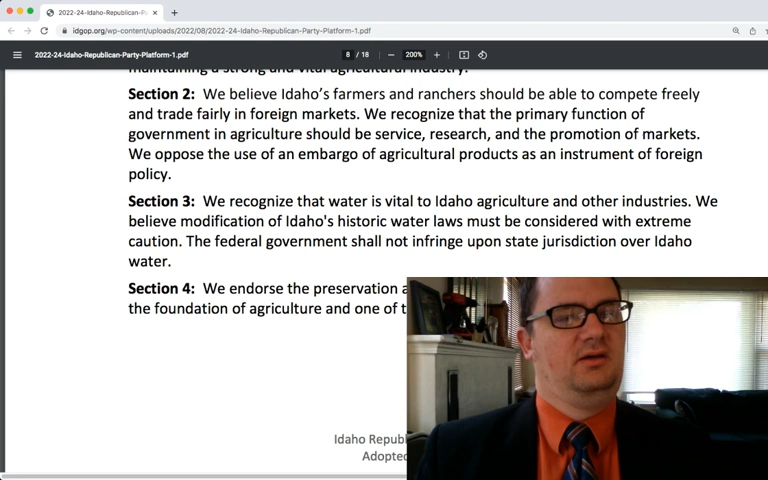 2022-24-Idaho-Republican-Pa
idgop.org/wp-content/uploads/2022/08/2022-24-Idaho-Republican-Party-Platform-1.pdf
2022-24-Idaho-Republican-Party-Platform-1.pdf
8 / 18
200%
maintaining a strong and vital agricultural industry.
Section 2: We believe Idaho’s farmers and ranchers should be able to compete freely
and trade fairly in foreign markets. We recognize that the primary function of
government in agriculture should be service, research, and the promotion of markets.
We oppose the use of an embargo of agricultural products as an instrument of foreign
policy.
Section 3: We recognize that water is vital to Idaho agriculture and other industries. We
believe modification of Idaho's historic water laws must be considered with extreme
caution. The federal government shall not infringe upon state jurisdiction over Idaho
water.
Section 4: We endorse the preservation a
the foundation of agriculture and one of t
Idaho Republ
Adopted